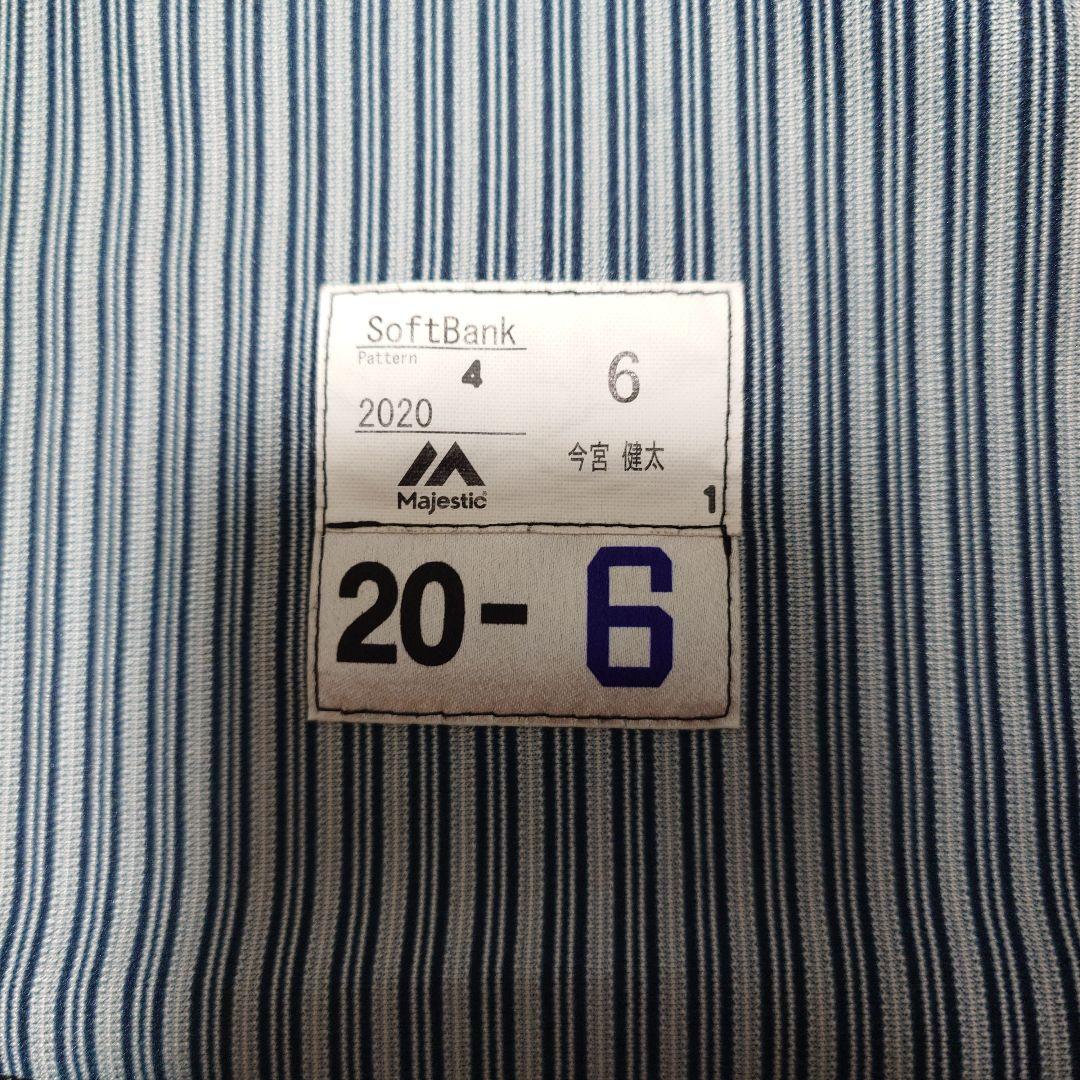 SoftBank
Pattern
4
6
2020
今宮 健太
Majestic
1
20-6